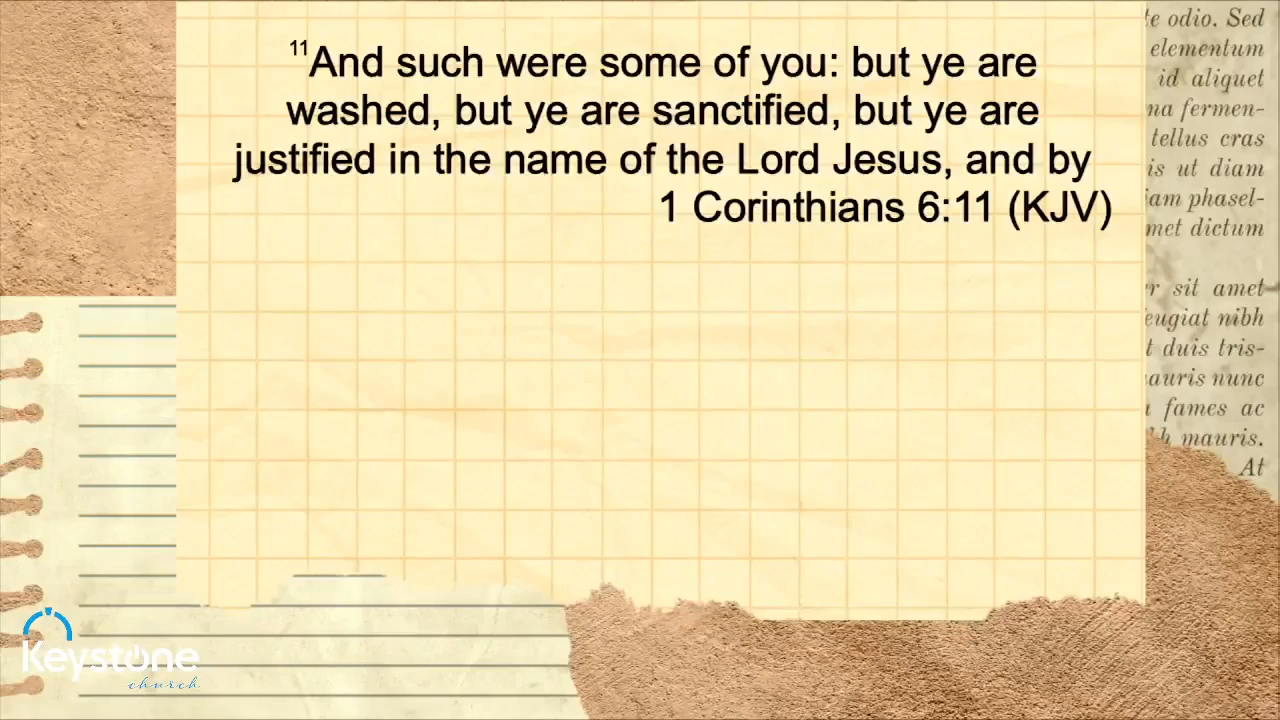 ¹¹And such were some of you: but ye are
washed, but ye are sanctified, but ye are
justified in the name of the Lord Jesus, and by
1 Corinthians 6:11 (KJV)
te odio. Sed
elementum
id aliquet
na fermen-
tellus cras
is ut diam
iam phasel-
met dictum
r sit amet
feugiat nibh
t duis tris-
mauris nunc
fames ac
mauris.
At
Keystone
church